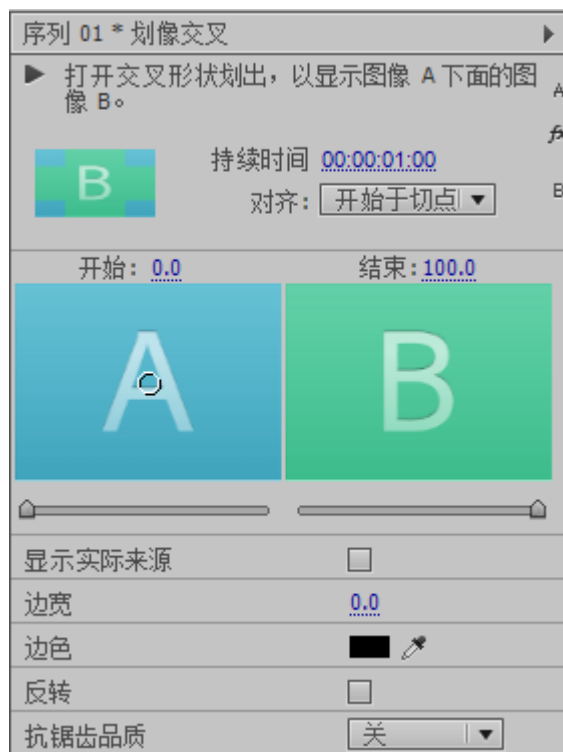 序列 01 * 划像交叉
打开交叉形状划出，以显示图像 A 下面的图
像 B。
A
fx
B
B
持续时间 00:00:01:00
对齐： 开始于切点
开始： 0.0
结束：100.0
A
B
显示实际来源
边宽 0.0
边色
反转
抗锯齿品质 关